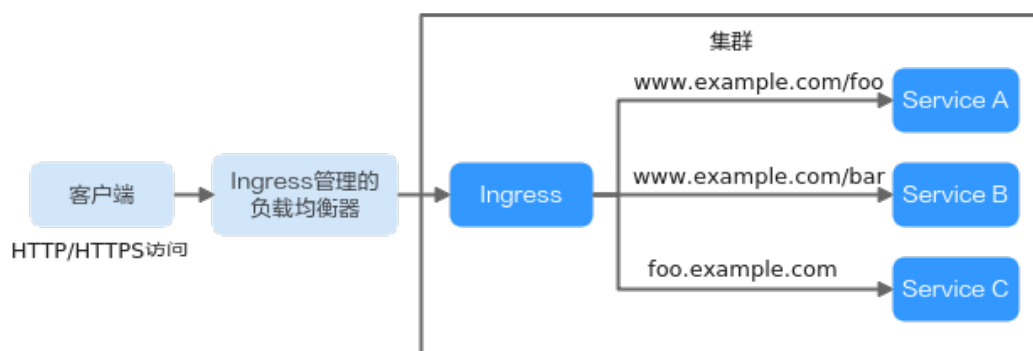 集群
www.example.com/foo
Service A
客户端
HTTP/HTTPS访问
Ingress管理的
负载均衡器
Ingress
www.example.com/bar
Service B
foo.example.com
Service C